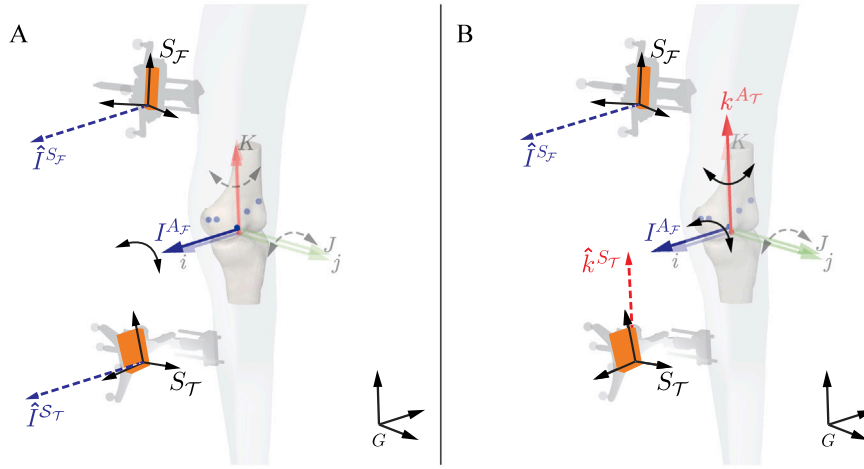 A
S_F
Î^{S_F}
K
I^{A_F}
i
J
j
S_T
Î^{S_T}
G
B
S_F
k^{A_T}
Î^{S_F}
K
I^{A_F}
i
J
j
k̂^{S_T}
S_T
G